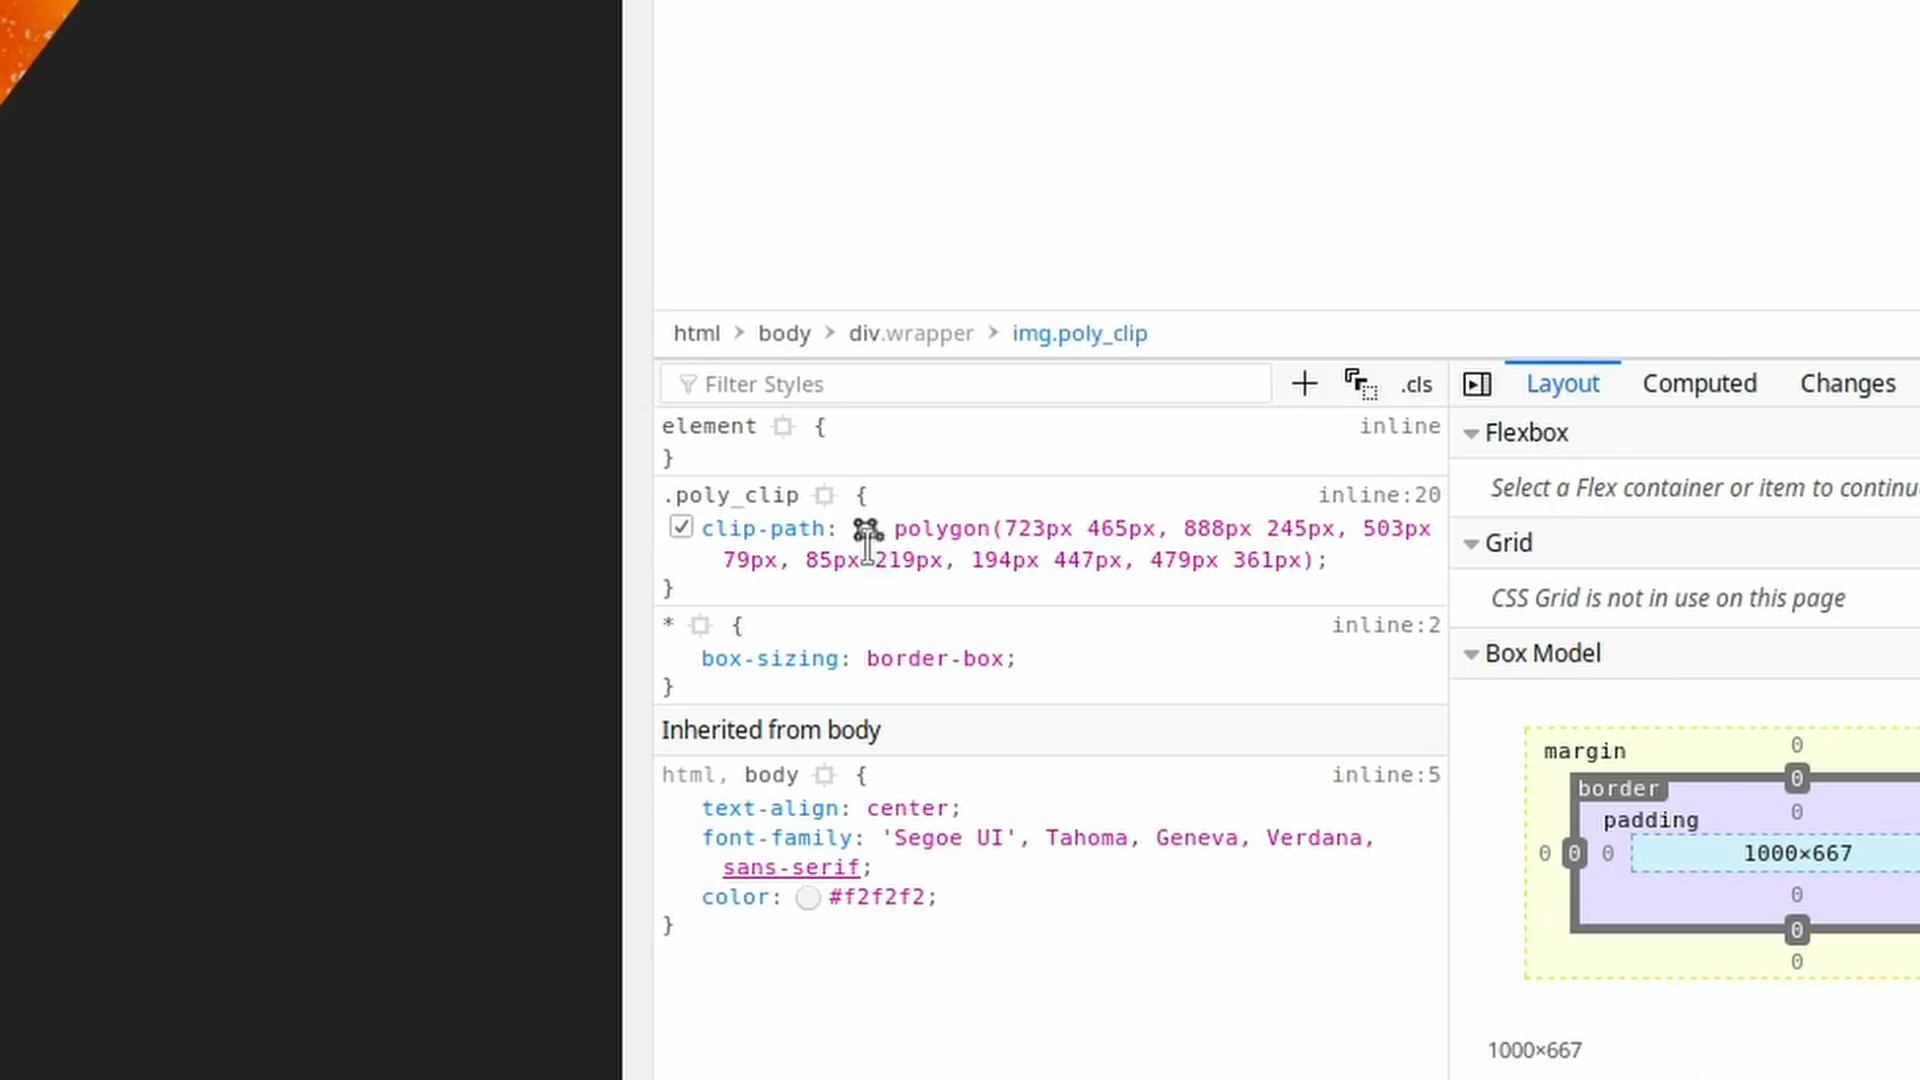 html > body > div.wrapper > img.poly_clip
Filter Styles
.cls
Layout
Computed
Changes
element {
inline
}
.poly_clip {
inline:20
clip-path: polygon(723px 465px, 888px 245px, 503px
79px, 85px 219px, 194px 447px, 479px 361px);
}
* {
inline:2
box-sizing: border-box;
}
Inherited from body
html, body {
inline:5
text-align: center;
font-family: 'Segoe UI', Tahoma, Geneva, Verdana,
sans-serif;
color: #f2f2f2;
}
Flexbox
Select a Flex container or item to continu
Grid
CSS Grid is not in use on this page
Box Model
margin
0
border
0
padding
0
0 0 0
1000×667
0
0
0
1000×667